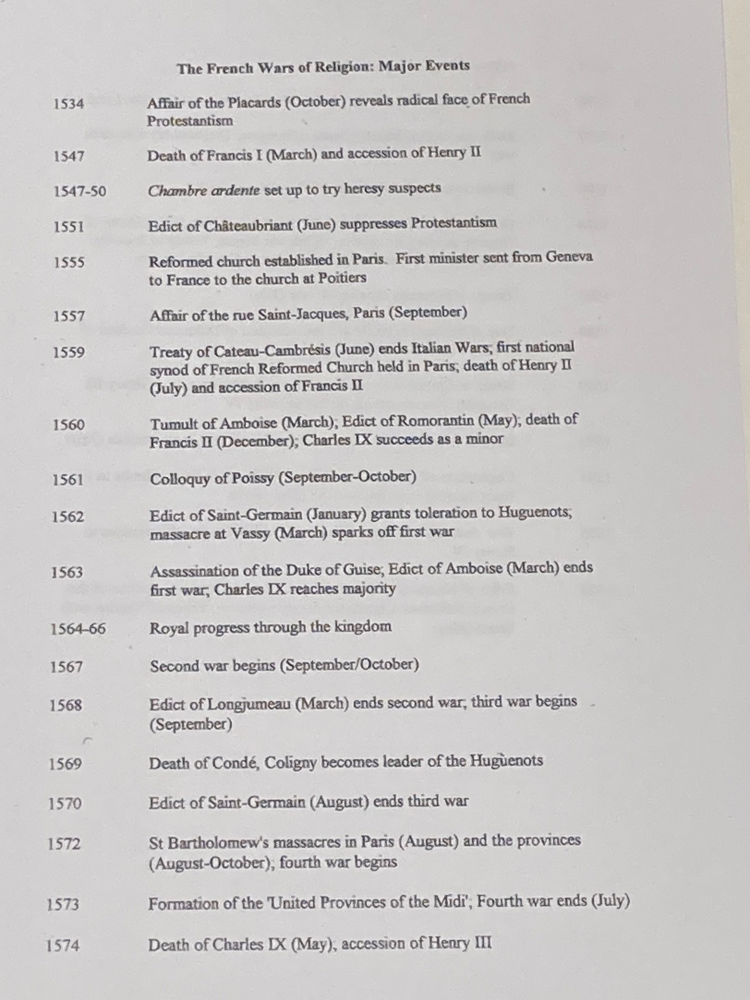 The French Wars of Religion: Major Events
1534 Affair of the Placards (October) reveals radical face of French
Protestantism
1547 Death of Francis I (March) and accession of Henry II
1547-50 Chambre ardente set up to try heresy suspects
1551 Edict of Châteaubriant (June) suppresses Protestantism
1555 Reformed church established in Paris. First minister sent from Geneva
to France to the church at Poitiers
1557 Affair of the rue Saint-Jacques, Paris (September)
1559 Treaty of Cateau-Cambrésis (June) ends Italian Wars; first national
synod of French Reformed Church held in Paris; death of Henry II
(July) and accession of Francis II
1560 Tumult of Amboise (March); Edict of Romorantin (May); death of
Francis II (December); Charles IX succeeds as a minor
1561 Colloquy of Poissy (September-October)
1562 Edict of Saint-Germain (January) grants toleration to Huguenots;
massacre at Vassy (March) sparks off first war
1563 Assassination of the Duke of Guise; Edict of Amboise (March) ends
first war; Charles IX reaches majority
1564-66 Royal progress through the kingdom
1567 Second war begins (September/October)
1568 Edict of Longjumeau (March) ends second war; third war begins
(September)
1569 Death of Condé, Coligny becomes leader of the Huguenots
1570 Edict of Saint-Germain (August) ends third war
1572 St Bartholomew's massacres in Paris (August) and the provinces
(August-October); fourth war begins
1573 Formation of the 'United Provinces of the Midi'; Fourth war ends (July)
1574 Death of Charles IX (May); accession of Henry III